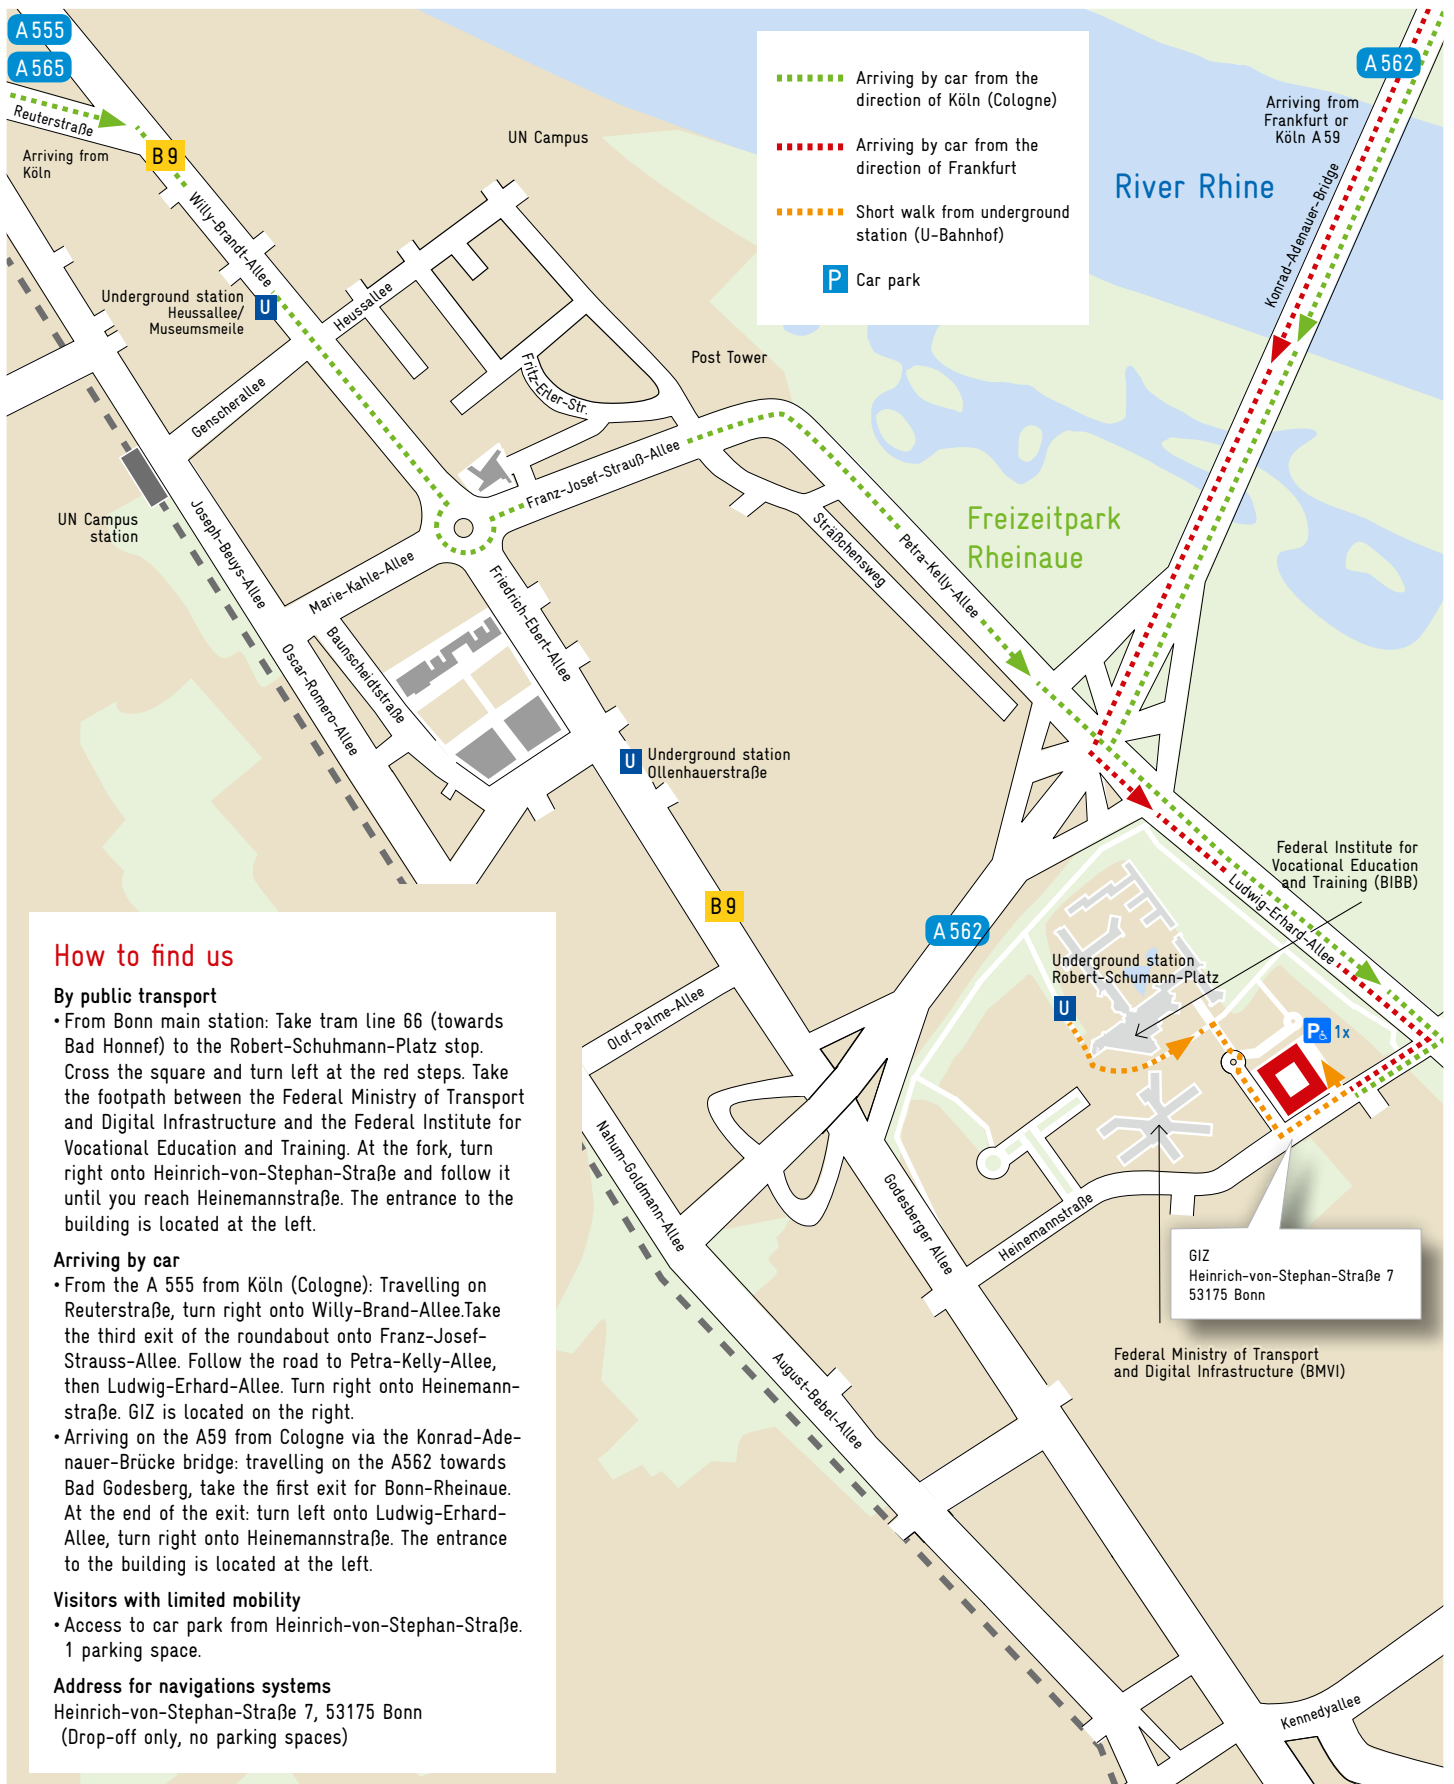 A 555
A 565
Reuterstraße
Arriving from
Köln
B 9
Willy-Brandt-Allee
UN Campus
Arriving by car from the
direction of Köln (Cologne)
Arriving by car from the
direction of Frankfurt
Short walk from underground
station (U-Bahnhof)
P
Car park
A 562
Arriving from
Frankfurt or
Köln A 59
River Rhine
Konrad-Adenauer-Bridge
Underground station
Heussallee/
Museumsmeile
U
Heussallee
Genscherallee
Fritz-Erler-Str.
Post Tower
Franz-Josef-Strauß-Allee
UN Campus
station
Joseph-Beuys-Allee
Marie-Kahle-Allee
Baunscheidtstraße
Oscar-Romero-Allee
Friedrich-Ebert-Allee
Sträßchensweg
Petra-Kelly-Allee
Freizeitpark
Rheinaue
U
Underground station
Ollenhauerstraße
B 9
A 562
Federal Institute for
Vocational Education
and Training (BIBB)
Ludwig-Erhard-Allee
Underground station
Robert-Schumann-Platz
U
P
1x
Olof-Palme-Allee
Nahum-Goldmann-Allee
Godesberger Allee
Heinemannstraße
GIZ
Heinrich-von-Stephan-Straße 7
53175 Bonn
Federal Ministry of Transport
and Digital Infrastructure (BMVI)
August-Bebel-Allee
Kennedyallee
How to find us
By public transport
• From Bonn main station: Take tram line 66 (towards
Bad Honnef) to the Robert-Schuhmann-Platz stop.
Cross the square and turn left at the red steps. Take
the footpath between the Federal Ministry of Transport
and Digital Infrastructure and the Federal Institute for
Vocational Education and Training. At the fork, turn
right onto Heinrich-von-Stephan-Straße and follow it
until you reach Heinemannstraße. The entrance to the
building is located at the left.
Arriving by car
• From the A 555 from Köln (Cologne): Travelling on
Reuterstraße, turn right onto Willy-Brand-Allee.Take
the third exit of the roundabout onto Franz-Josef-
Strauss-Allee. Follow the road to Petra-Kelly-Allee,
then Ludwig-Erhard-Allee. Turn right onto Heinemann-
straße. GIZ is located on the right.
• Arriving on the A59 from Cologne via the Konrad-Ade-
nauer-Brücke bridge: travelling on the A562 towards
Bad Godesberg, take the first exit for Bonn-Rheinaue.
At the end of the exit: turn left onto Ludwig-Erhard-
Allee, turn right onto Heinemannstraße. The entrance
to the building is located at the left.
Visitors with limited mobility
• Access to car park from Heinrich-von-Stephan-Straße.
1 parking space.
Address for navigations systems
Heinrich-von-Stephan-Straße 7, 53175 Bonn
(Drop-off only, no parking spaces)